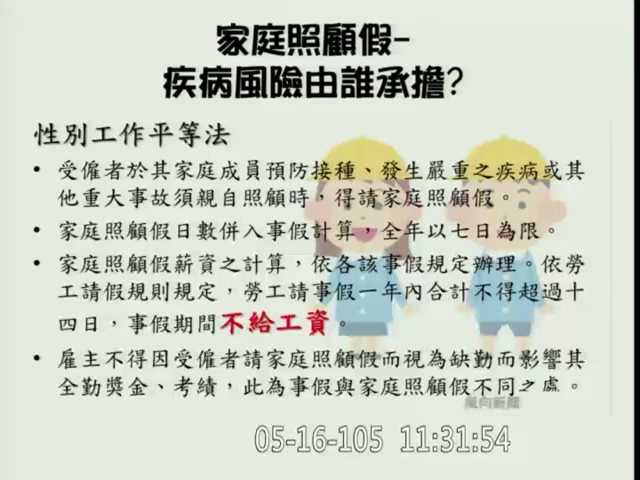 家庭照顧假-
疾病風險由誰承擔?
性別工作平等法
• 受僱者於其家庭成員預防接種、發生嚴重之疾病或其
他重大事故須親自照顧時，得請家庭照顧假。
• 家庭照顧假日數併入事假計算，全年以七日為限。
• 家庭照顧假薪資之計算，依各該事假規定辦理。依勞
工請假規則規定，勞工請事假一年內合計不得超過十
四日，事假期間不給工資。
• 雇主不得因受僱者請家庭照顧假而視為缺勤而影響其
全勤獎金、考績，此為事假與家庭照顧假不同之處。
風向新聞
05-16-105 11:31:54